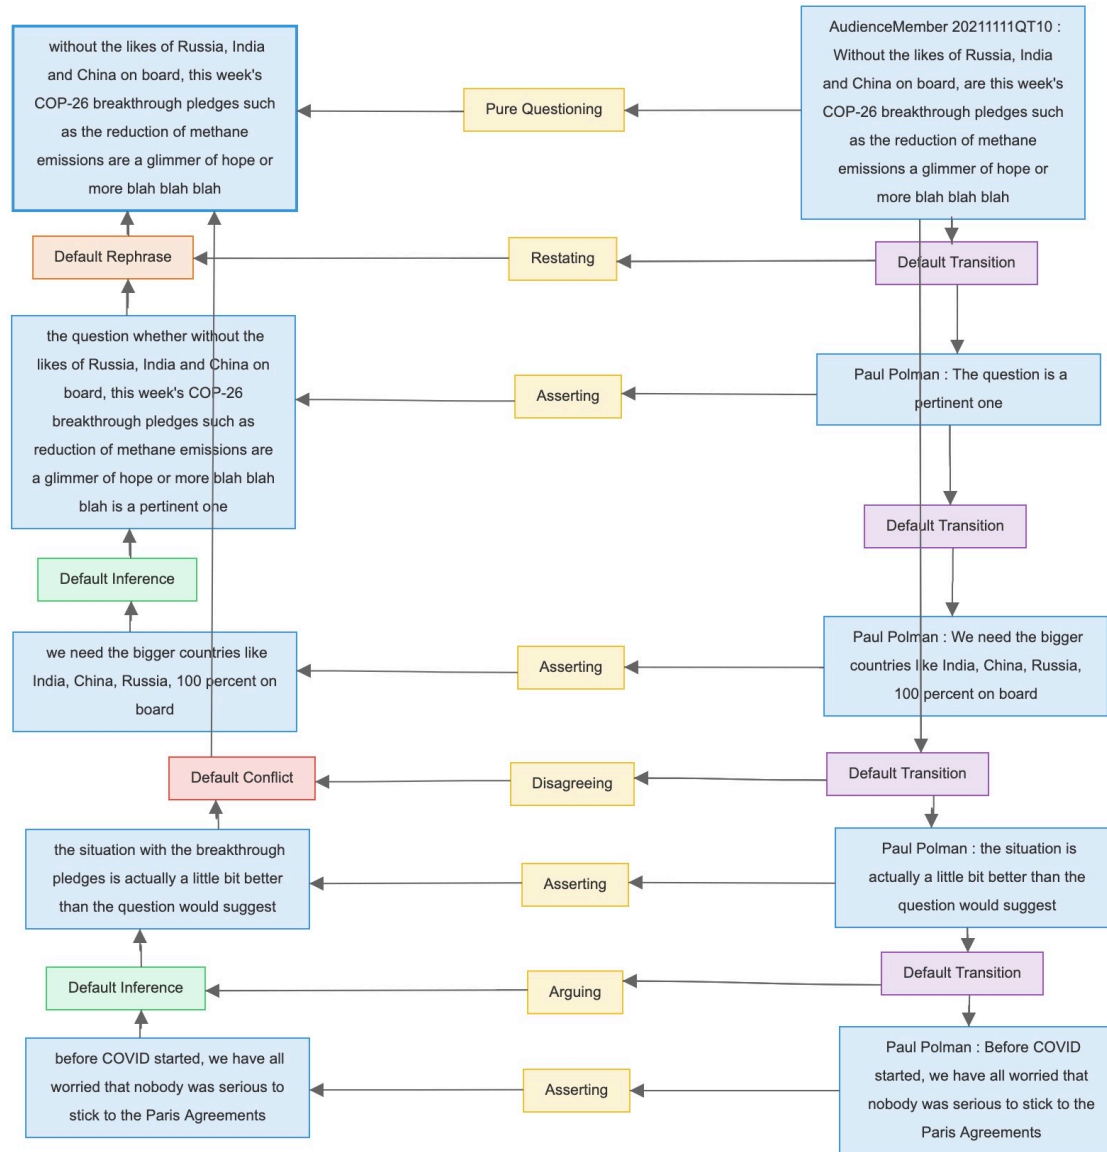 without the likes of Russia, India
and China on board, this week's
COP-26 breakthrough pledges such
as the reduction of methane
emissions are a glimmer of hope or
more blah blah blah
Pure Questioning
AudienceMember 20211111QT10 :
Without the likes of Russia, India
and China on board, are this week's
COP-26 breakthrough pledges such
as the reduction of methane
emissions a glimmer of hope or
more blah blah blah
Default Rephrase
Restating
Default Transition
the question whether without the
likes of Russia, India and China on
board, this week's COP-26
breakthrough pledges such as
reduction of methane emissions are
a glimmer of hope or more blah blah
blah is a pertinent one
Asserting
Paul Polman : The question is a
pertinent one
Default Transition
Default Inference
we need the bigger countries like
India, China, Russia, 100 percent on
board
Asserting
Paul Polman : We need the bigger
countries like India, China, Russia,
100 percent on board
Default Conflict
Disagreeing
Default Transition
the situation with the breakthrough
pledges is actually a little bit better
than the question would suggest
Asserting
Paul Polman : the situation is
actually a little bit better than the
question would suggest
Default Inference
Arguing
Default Transition
before COVID started, we have all
worried that nobody was serious to
stick to the Paris Agreements
Asserting
Paul Polman : Before COVID
started, we have all worried that
nobody was serious to stick to the
Paris Agreements